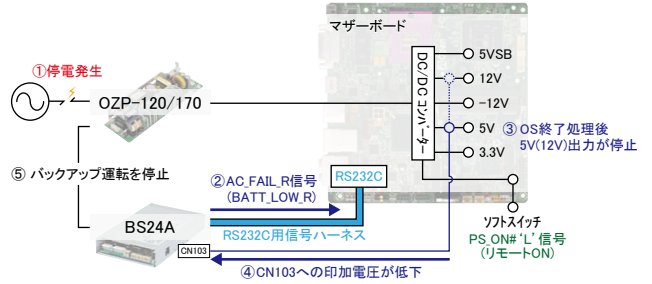 マザーボード
①停電発生
OZP-120/170
DC/DCコンバーター
5VSB
12V
-12V
5V
3.3V
③OS終了処理後
5V(12V)出力が停止
⑤ バックアップ運転を停止
②AC_FAIL_R信号
(BATT_LOW_R)
RS232C
BS24A
RS232C用信号ハーネス
CN103
ソフトスイッチ
PS_ON#‘L’信号
(リモートON)
④CN103への印加電圧が低下